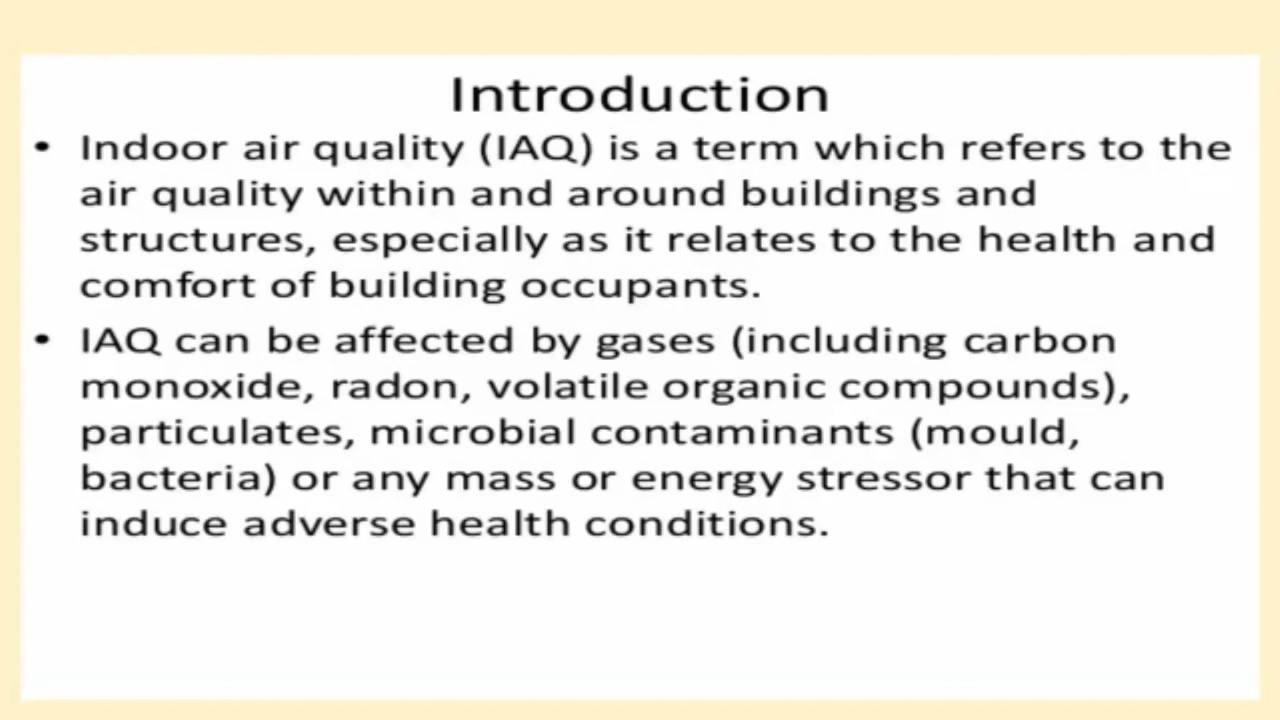 Introduction
• Indoor air quality (IAQ) is a term which refers to the
air quality within and around buildings and
structures, especially as it relates to the health and
comfort of building occupants.
• IAQ can be affected by gases (including carbon
monoxide, radon, volatile organic compounds),
particulates, microbial contaminants (mould,
bacteria) or any mass or energy stressor that can
induce adverse health conditions.